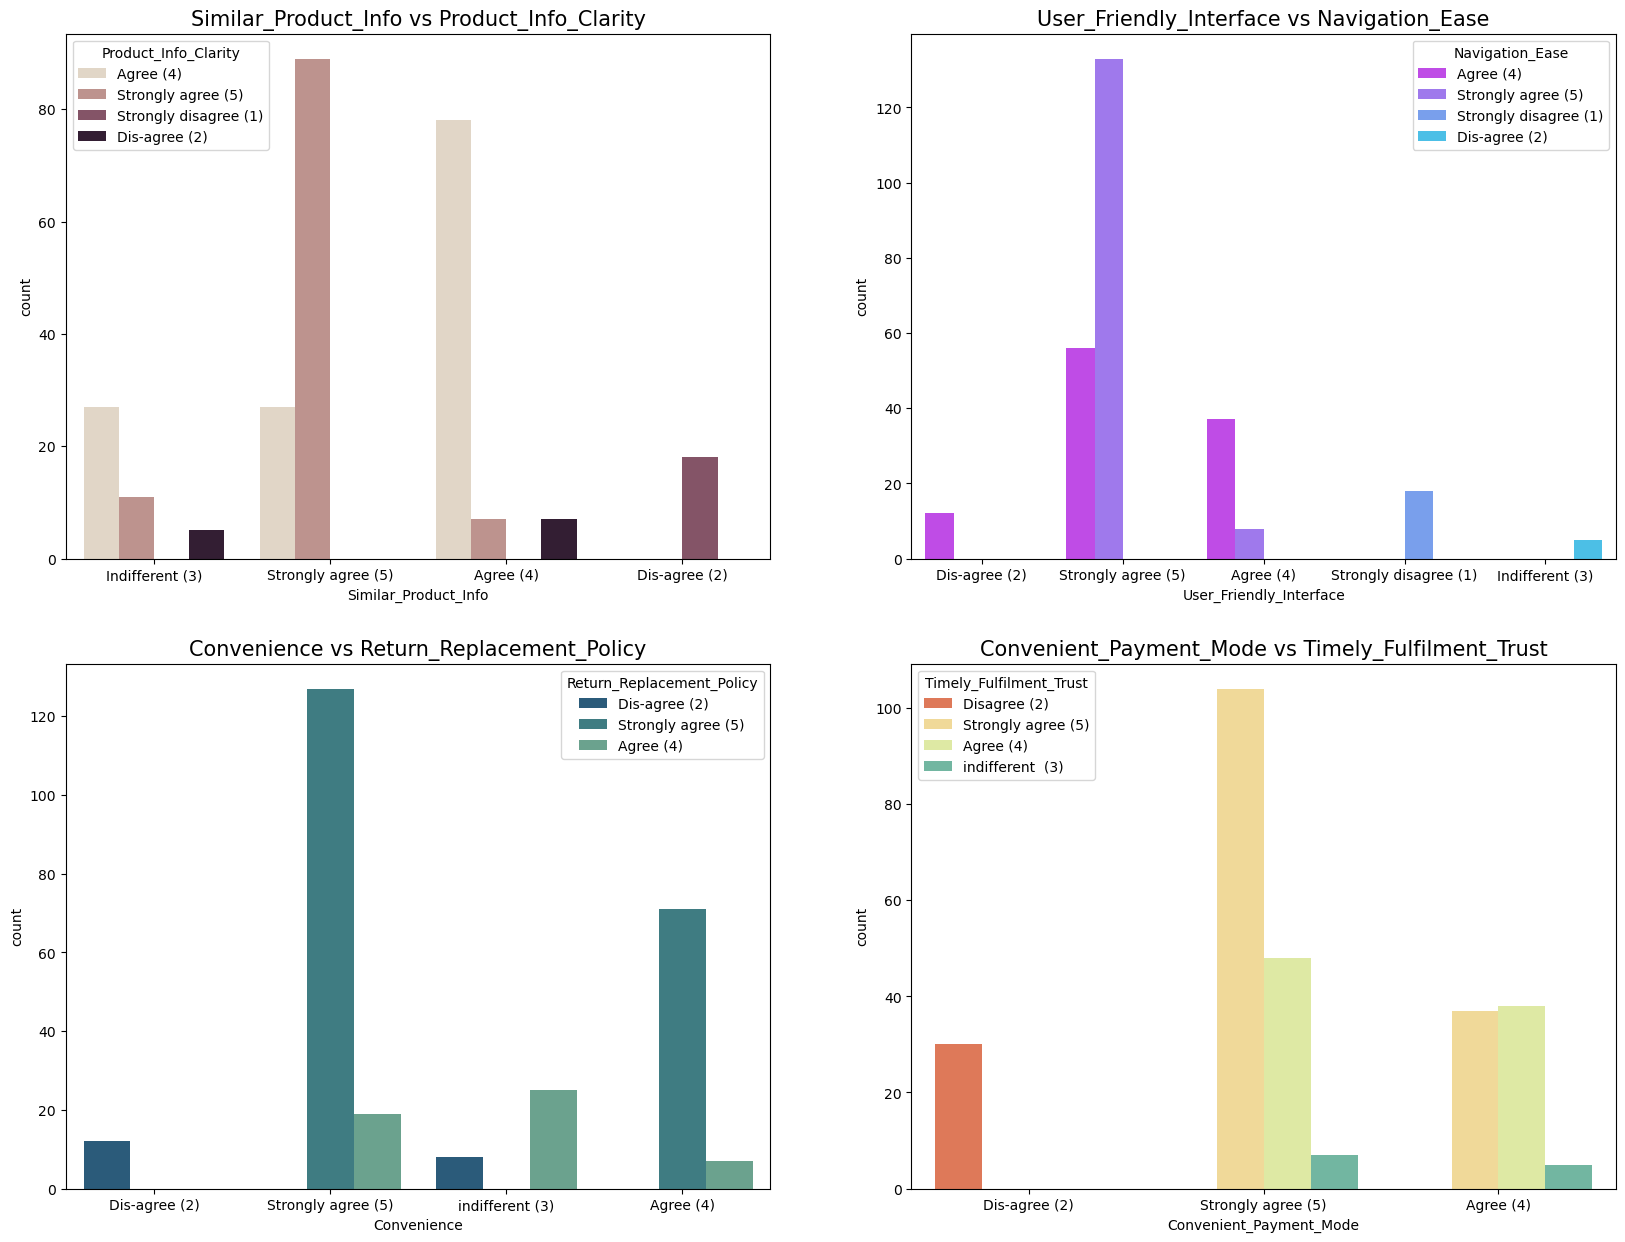 Similar_Product_Info vs Product_Info_Clarity
Product_Info_Clarity
Agree (4)
Strongly agree (5)
Strongly disagree (1)
Dis-agree (2)
count
80
60
40
20
0
Indifferent (3)
Strongly agree (5)
Agree (4)
Dis-agree (2)
Similar_Product_Info
User_Friendly_Interface vs Navigation_Ease
Navigation_Ease
Agree (4)
Strongly agree (5)
Strongly disagree (1)
Dis-agree (2)
count
120
100
80
60
40
20
0
Dis-agree (2)
Strongly agree (5)
Agree (4)
Strongly disagree (1)
Indifferent (3)
User_Friendly_Interface
Convenience vs Return_Replacement_Policy
Return_Replacement_Policy
Dis-agree (2)
Strongly agree (5)
Agree (4)
count
120
100
80
60
40
20
0
Dis-agree (2)
Strongly agree (5)
indifferent (3)
Agree (4)
Convenience
Convenient_Payment_Mode vs Timely_Fulfilment_Trust
Timely_Fulfilment_Trust
Disagree (2)
Strongly agree (5)
Agree (4)
indifferent  (3)
count
100
80
60
40
20
0
Dis-agree (2)
Strongly agree (5)
Agree (4)
Convenient_Payment_Mode